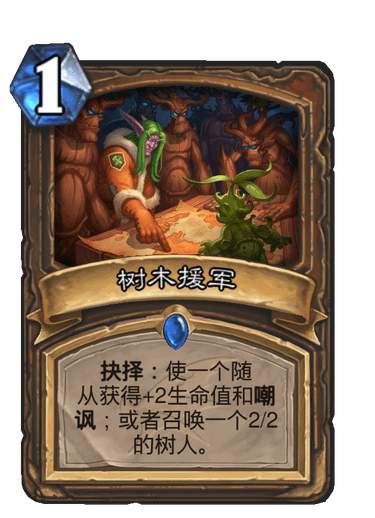 1
树木援军
抉择：使一个随
从获得+2生命值和嘲
讽；或者召唤一个2/2
的树人。